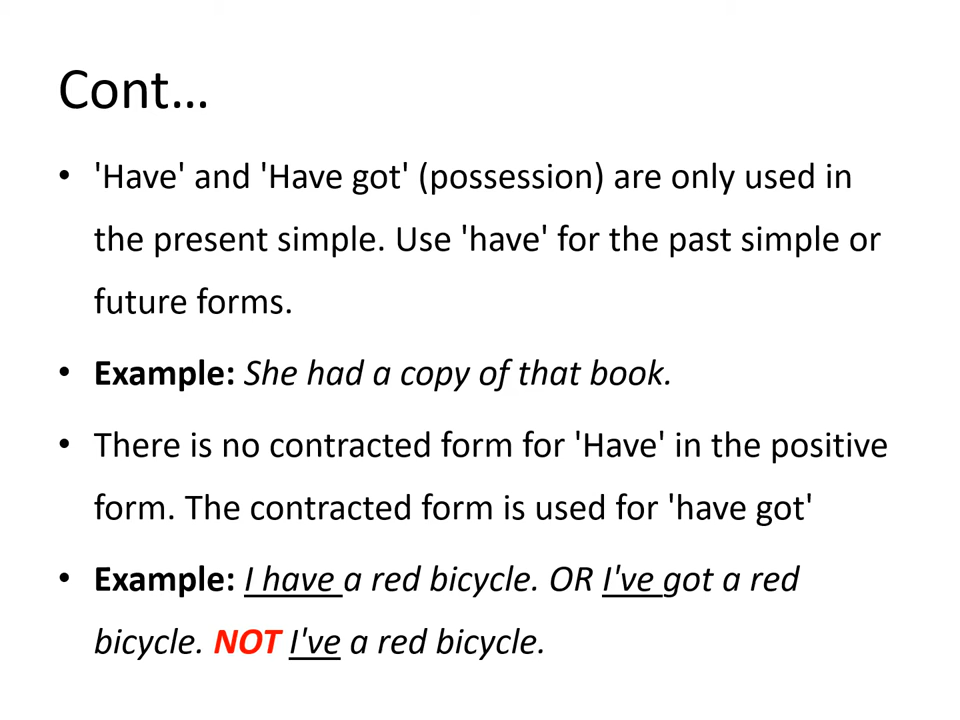 Cont…
• 'Have' and 'Have got' (possession) are only used in
the present simple. Use 'have' for the past simple or
future forms.
• Example: She had a copy of that book.
• There is no contracted form for 'Have' in the positive
form. The contracted form is used for 'have got'
• Example: I have a red bicycle. OR I've got a red
bicycle. NOT I've a red bicycle.